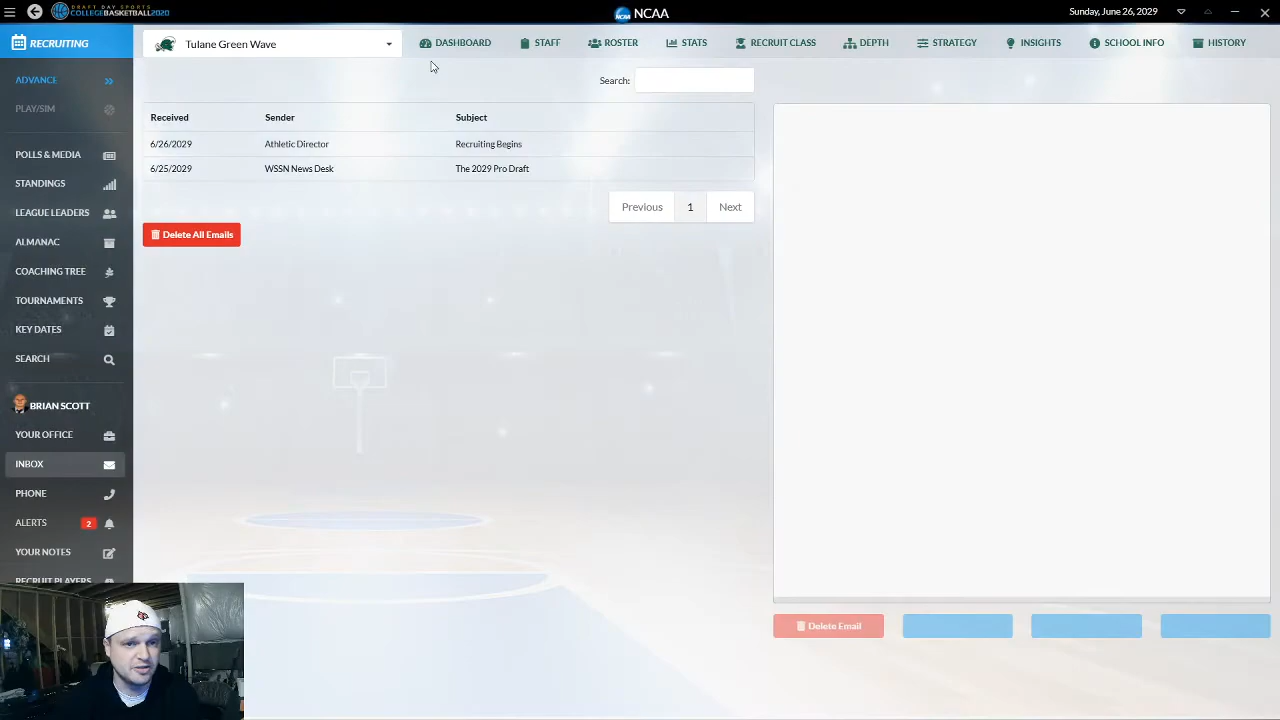 DRAFT DAY SPORTS
COLLEGE BASKETBALL 2020
NCAA
NCAA
Sunday, June 26, 2029
RECRUITING
Tulane Green Wave
DASHBOARD
STAFF
ROSTER
STATS
RECRUIT CLASS
DEPTH
STRATEGY
INSIGHTS
SCHOOL INFO
HISTORY
ADVANCE
PLAY/SIM
POLLS & MEDIA
STANDINGS
LEAGUE LEADERS
ALMANAC
COACHING TREE
TOURNAMENTS
KEY DATES
SEARCH
BRIAN SCOTT
YOUR OFFICE
INBOX
PHONE
ALERTS 2
YOUR NOTES
RECRUIT PLAYERS
Search:
Received Sender Subject
6/26/2029 Athletic Director Recruiting Begins
6/25/2029 WSSN News Desk The 2029 Pro Draft
Previous 1 Next
Delete All Emails
Delete Email